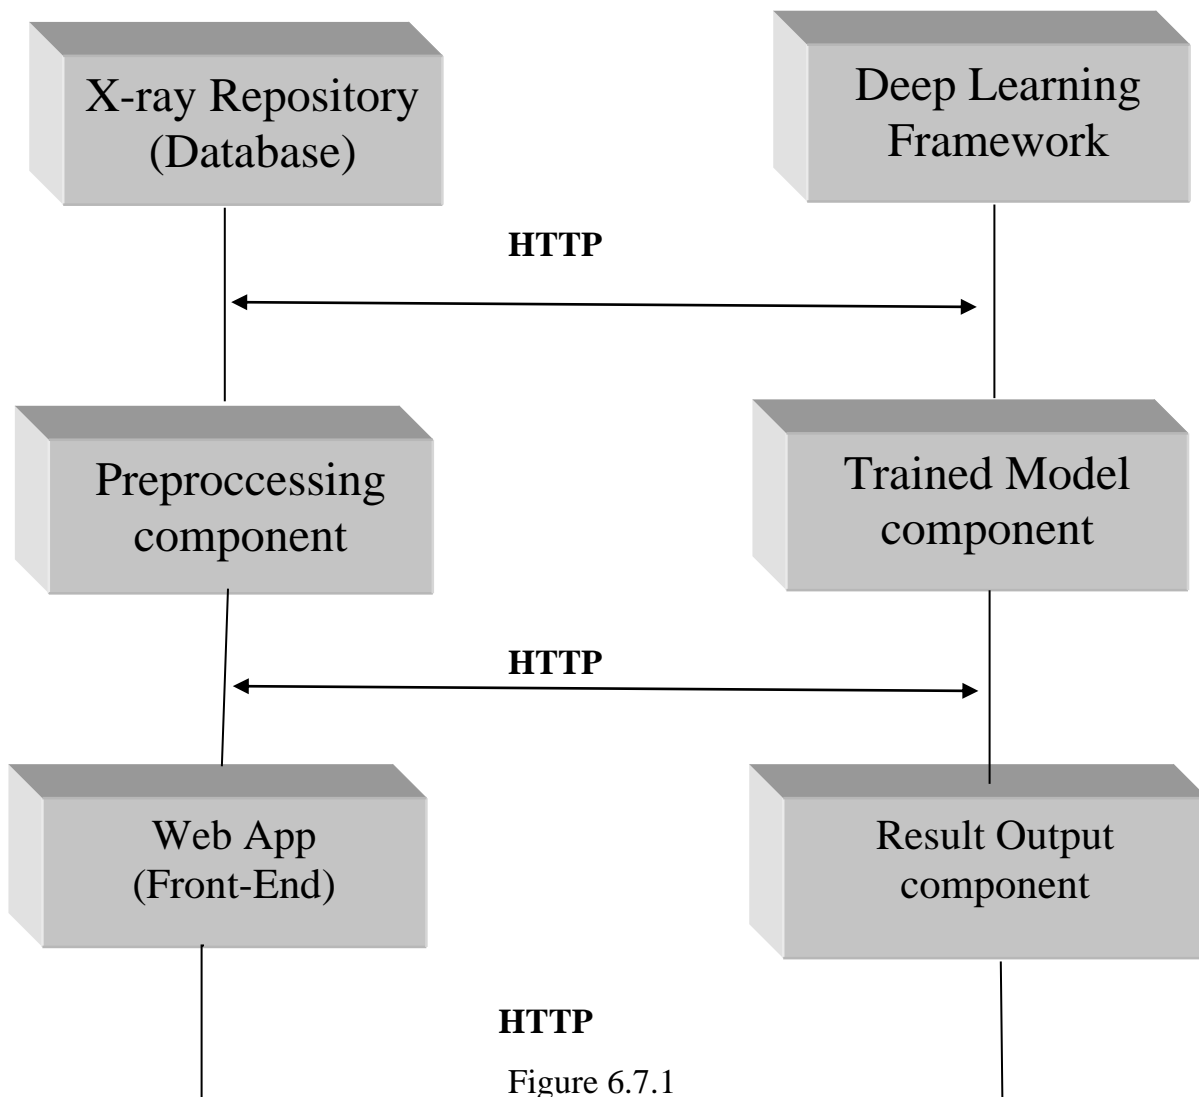 X-ray Repository
(Database)
Deep Learning
Framework
HTTP
Preproccessing
component
Trained Model
component
HTTP
Web App
(Front-End)
Result Output
component
HTTP
Figure 6.7.1